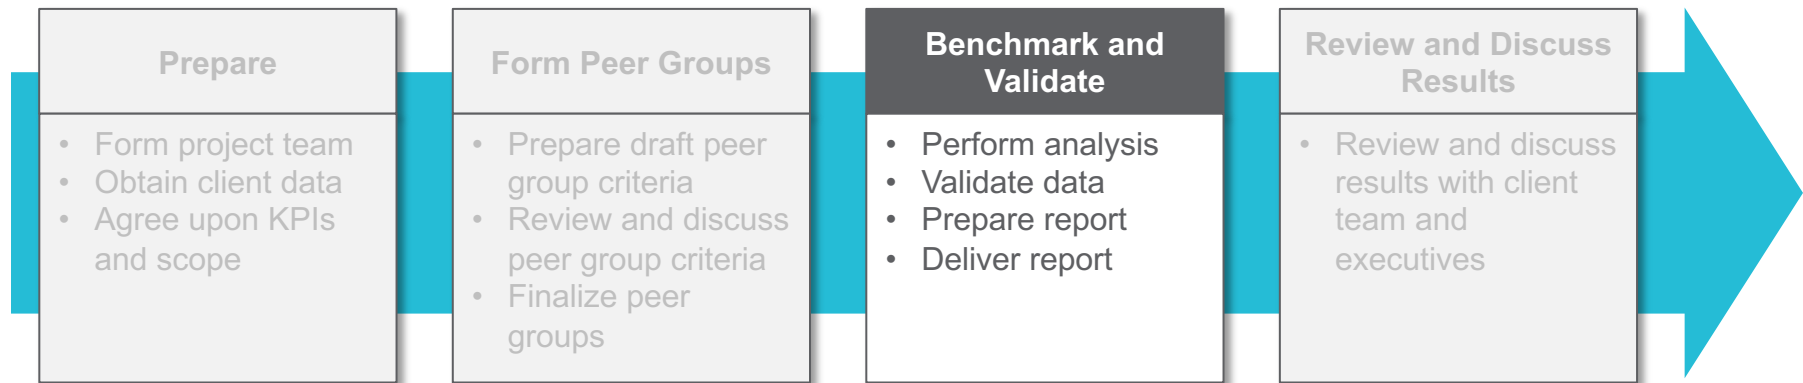 Prepare
• Form project team
• Obtain client data
• Agree upon KPIs
and scope
Form Peer Groups
• Prepare draft peer
group criteria
• Review and discuss
peer group criteria
• Finalize peer
groups
Benchmark and
Validate
• Perform analysis
• Validate data
• Prepare report
• Deliver report
Review and Discuss
Results
• Review and discuss
results with client
team and
executives